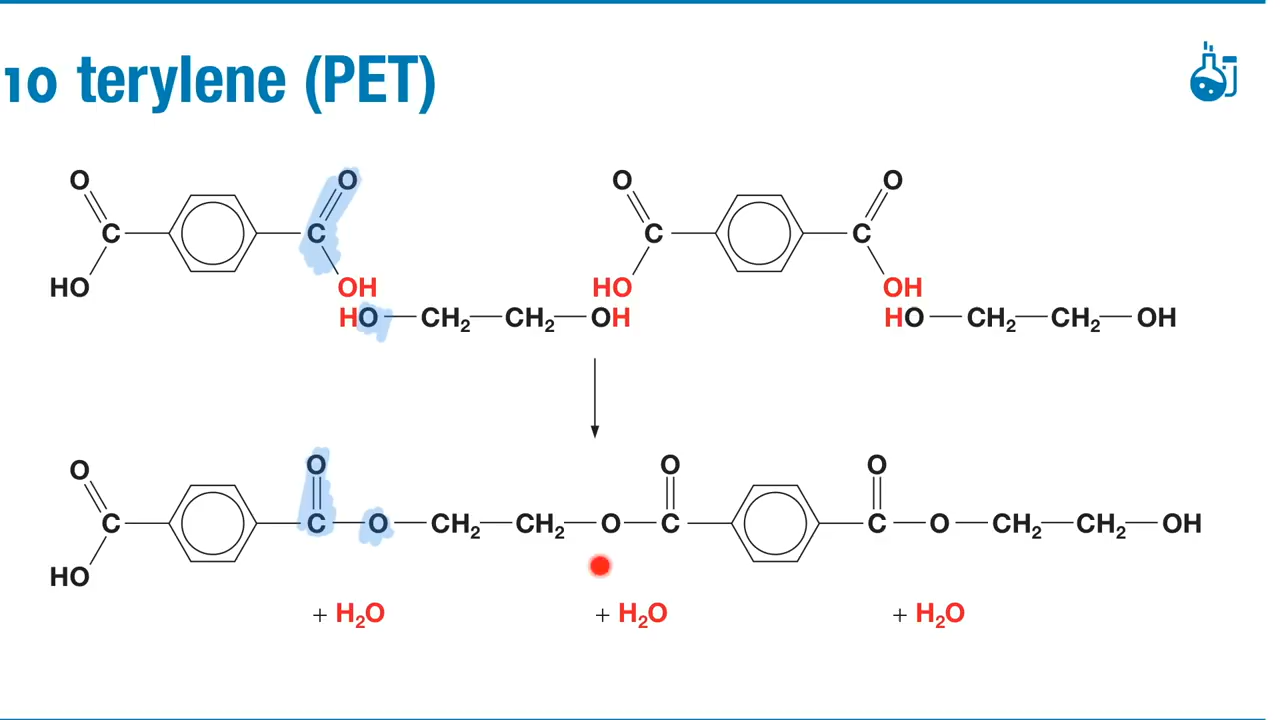 10 terylene (PET)
O O O O
C C C C
HO OH HO OH
HO CH₂ CH₂ OH HO CH₂ CH₂ OH
O O O O
C C O CH₂ CH₂ O C C O CH₂ CH₂ OH
HO
+ H₂O + H₂O + H₂O